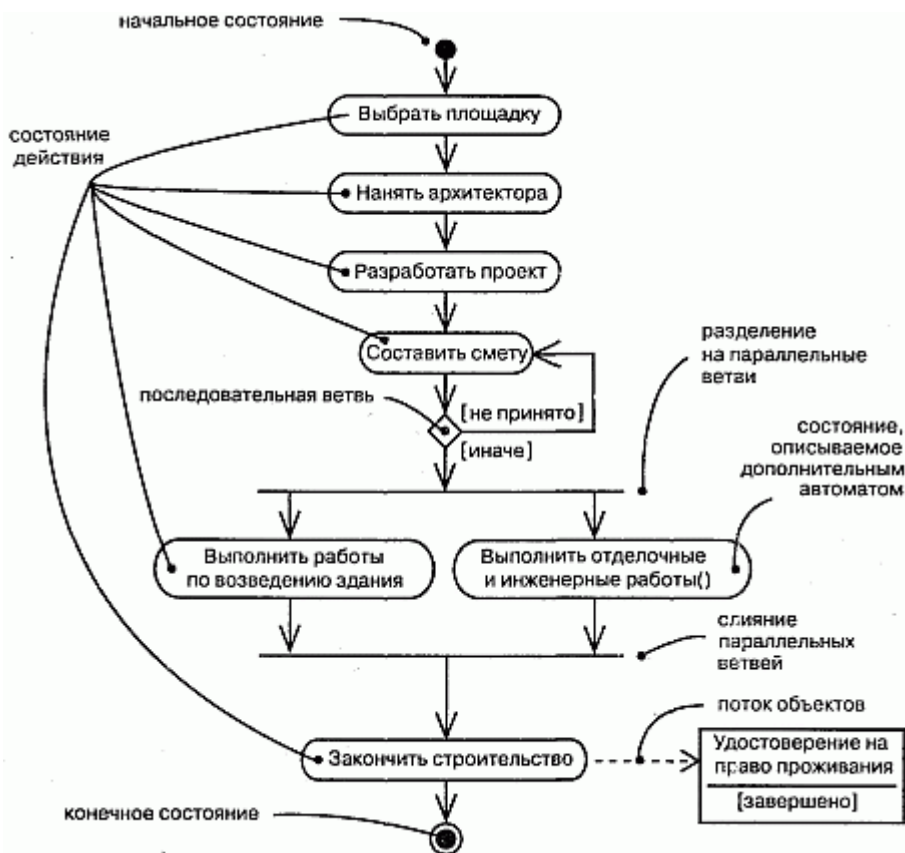 начальное состояние
Выбрать площадку
состояние
действия
Нанять архитектора
Разработать проект
Составить смету
разделение
на параллельные
ветви
последовательная ветвь
[не принято]
[иначе]
состояние,
описываемое
дополнительным
автоматом
Выполнить работы
по возведению здания
Выполнить отделочные
и инженерные работы()
слияние
параллельных
ветвей
поток объектов
Закончить строительство
Удостоверение на
право проживания
[завершено]
конечное состояние